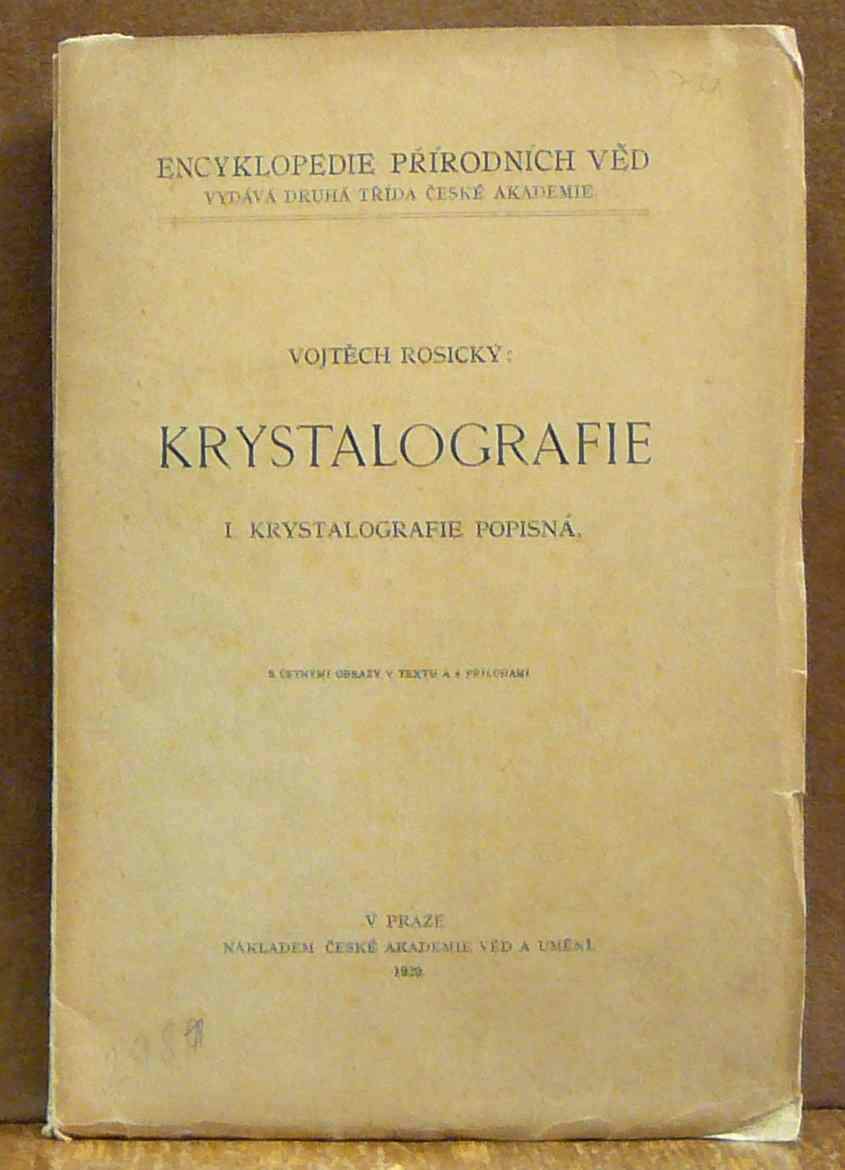 ENCYKLOPEDIE PŘÍRODNÍCH VĚD
VYDÁVÁ DRUHÁ TŘÍDA ČESKÉ AKADEMIE.
VOJTĚCH ROSICKÝ:
KRYSTALOGRAFIE
I. KRYSTALOGRAFIE POPISNÁ.
S ČETNÝMI OBRAZY V TEXTU A 4 PŘÍLOHAMI
V PRAZE
NÁKLADEM ČESKÉ AKADEMIE VĚD A UMĚNÍ.